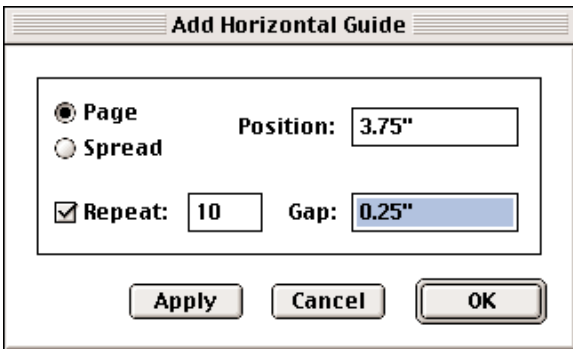 Add Horizontal Guide
Page
Position: 3.75"
Spread
Repeat: 10 Gap: 0.25"
Apply Cancel OK